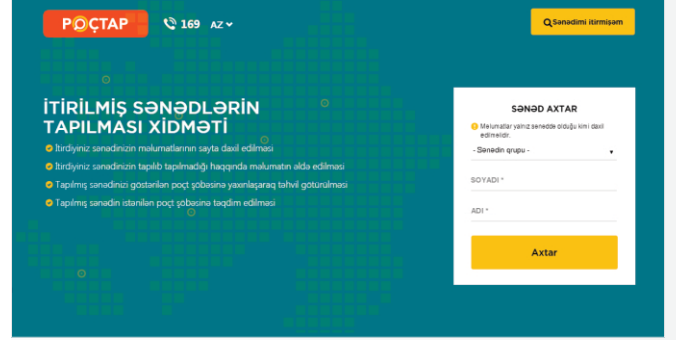 POÇTAP
169
AZ
Sənədimi itirmişəm
İTİRİLMİŞ SƏNƏDLƏRİN
TAPILMASI XİDMƏTİ
İtirdiyiniz sənədinizin məlumatlarının sayta daxil edilməsi
İtirdiyiniz sənədinizin tapılıb tapılmadığı haqqında məlumatın əldə edilməsi
Tapılmış sənədinizi göstərilən poçt şöbəsinə yaxınlaşaraq təhvil götürülməsi
Tapılmış sənədin istənilən poçt şöbəsinə təqdim edilməsi
SƏNƏD AXTAR
Məlumatlar yalnız sənəddə olduğu kimi daxil
edilməlidir.
- Sənədin qrupu -
SOYADI *
ADI *
Axtar